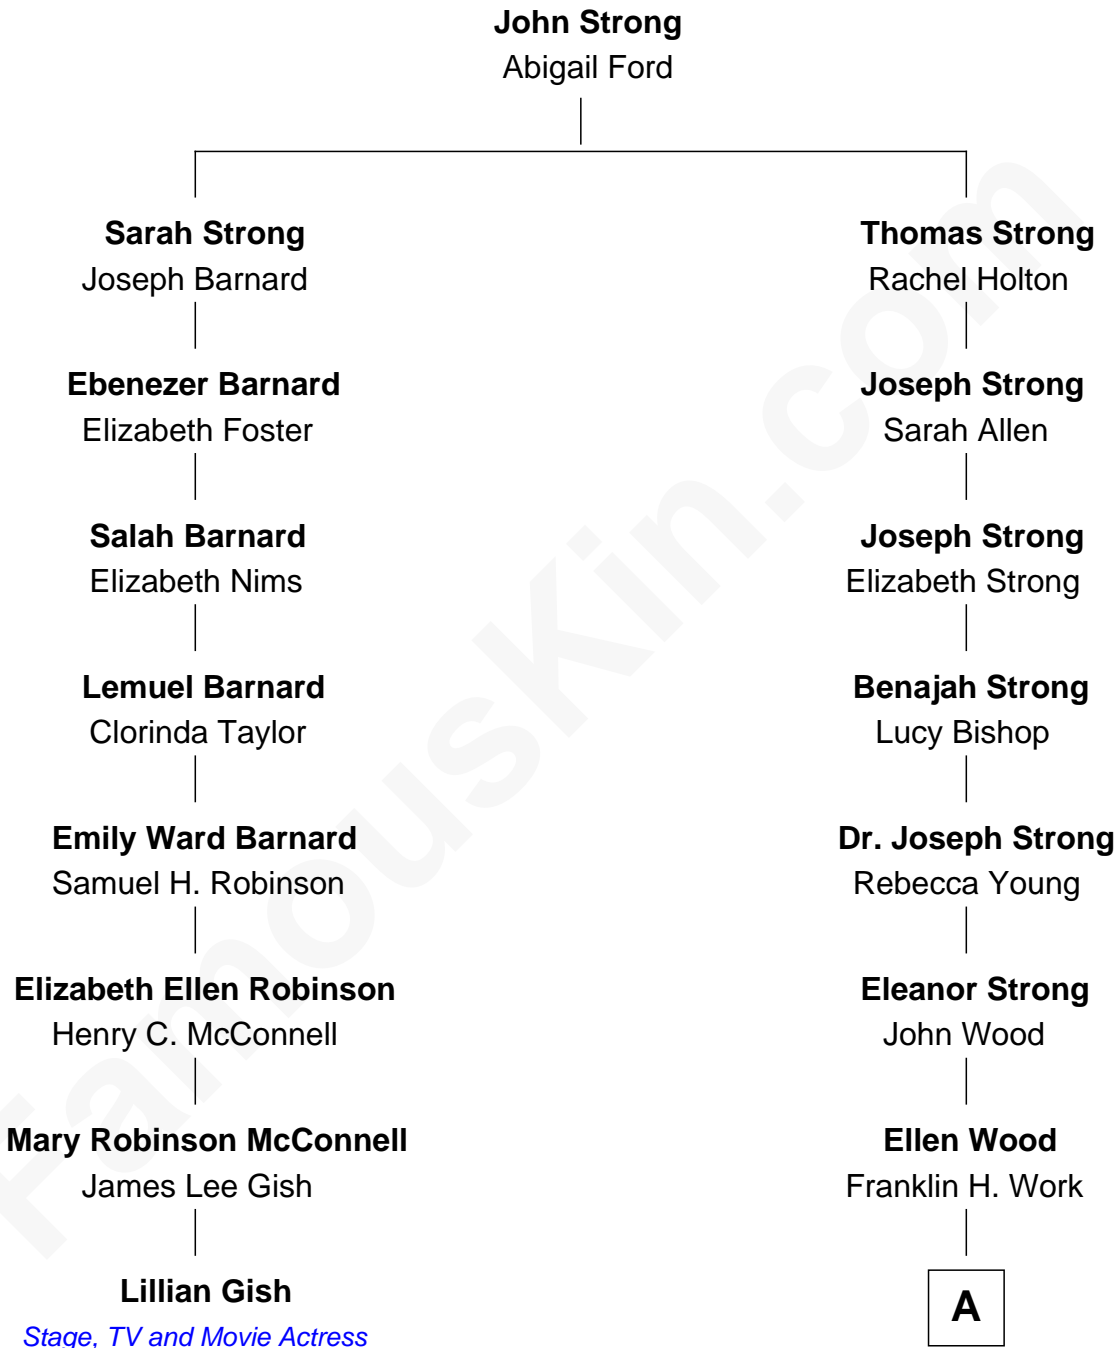 John Strong
Abigail Ford
Sarah Strong
Joseph Barnard
Thomas Strong
Rachel Holton
Ebenezer Barnard
Elizabeth Foster
Joseph Strong
Sarah Allen
Salah Barnard
Elizabeth Nims
Joseph Strong
Elizabeth Strong
Lemuel Barnard
Clorinda Taylor
Benajah Strong
Lucy Bishop
Emily Ward Barnard
Samuel H. Robinson
Dr. Joseph Strong
Rebecca Young
Elizabeth Ellen Robinson
Henry C. McConnell
Eleanor Strong
John Wood
Mary Robinson McConnell
James Lee Gish
Ellen Wood
Franklin H. Work
Lillian Gish
Stage, TV and Movie Actress
A
FamousKin.com